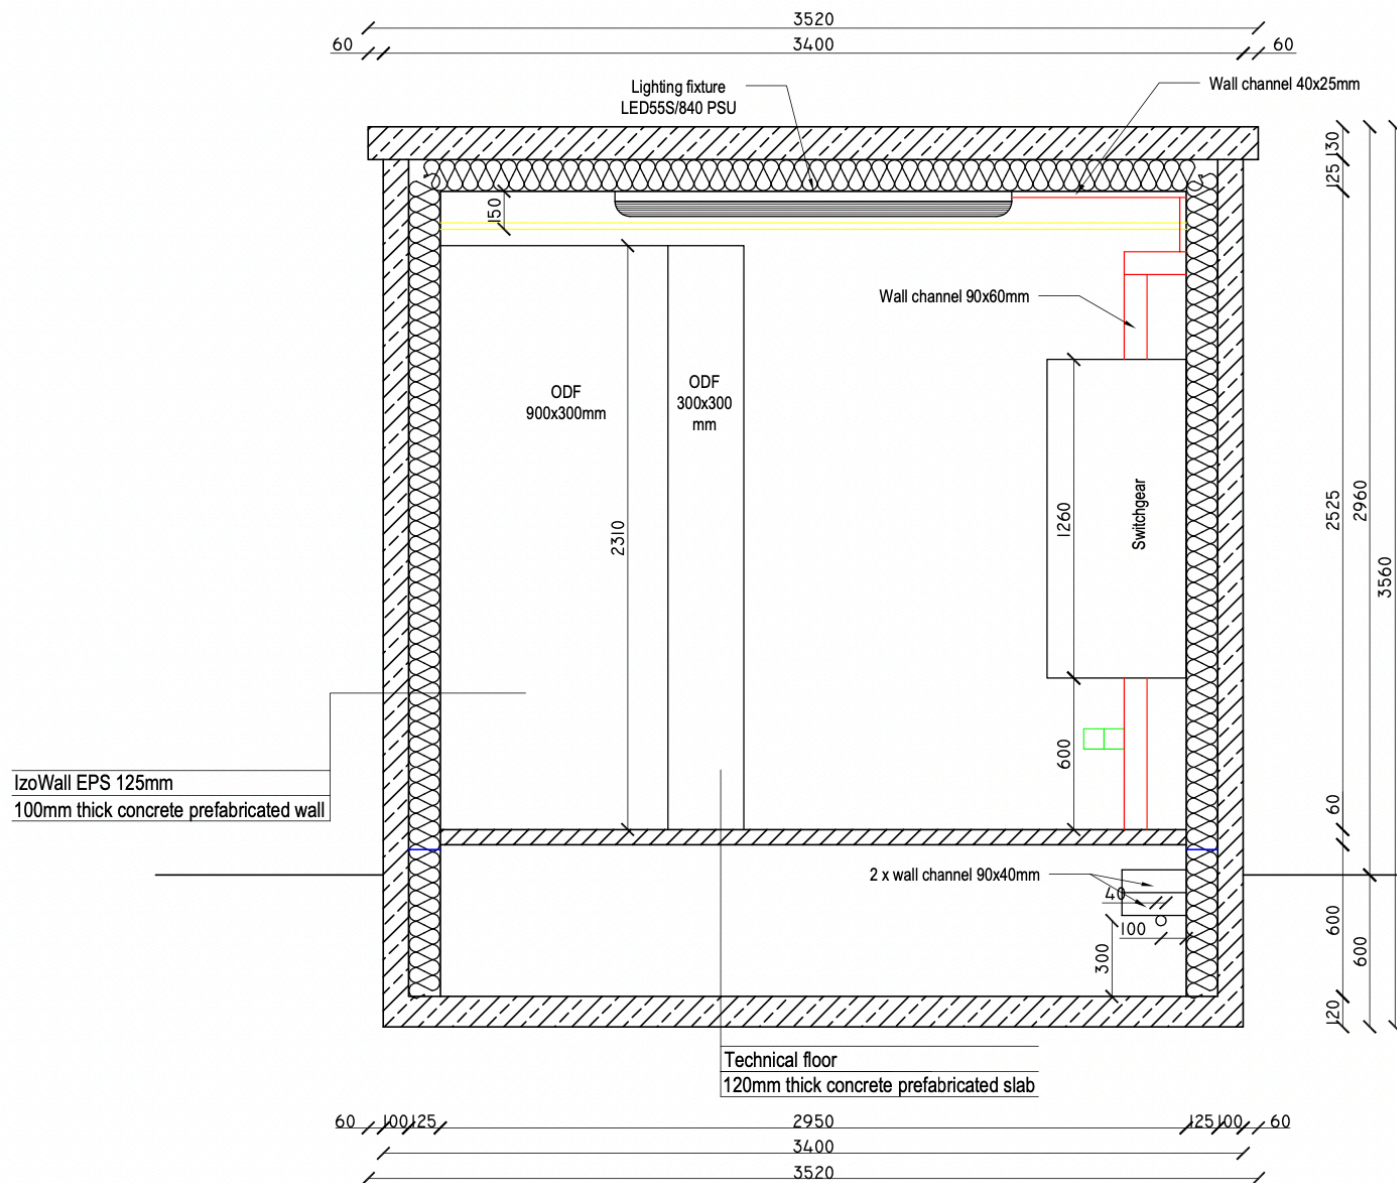 3520
60
3400
60
Lighting fixture
LED55S/840 PSU
Wall channel 40x25mm
130
125
150
Wall channel 90x60mm
ODF
900x300mm
ODF
300x300
mm
2310
1260
Switchgear
2525
2960
3560
600
60
IzoWall EPS 125mm
100mm thick concrete prefabricated wall
2 x wall channel 90x40mm
40
100
300
600
600
120
Technical floor
120mm thick concrete prefabricated slab
60
100
125
2950
125
100
60
3400
3520